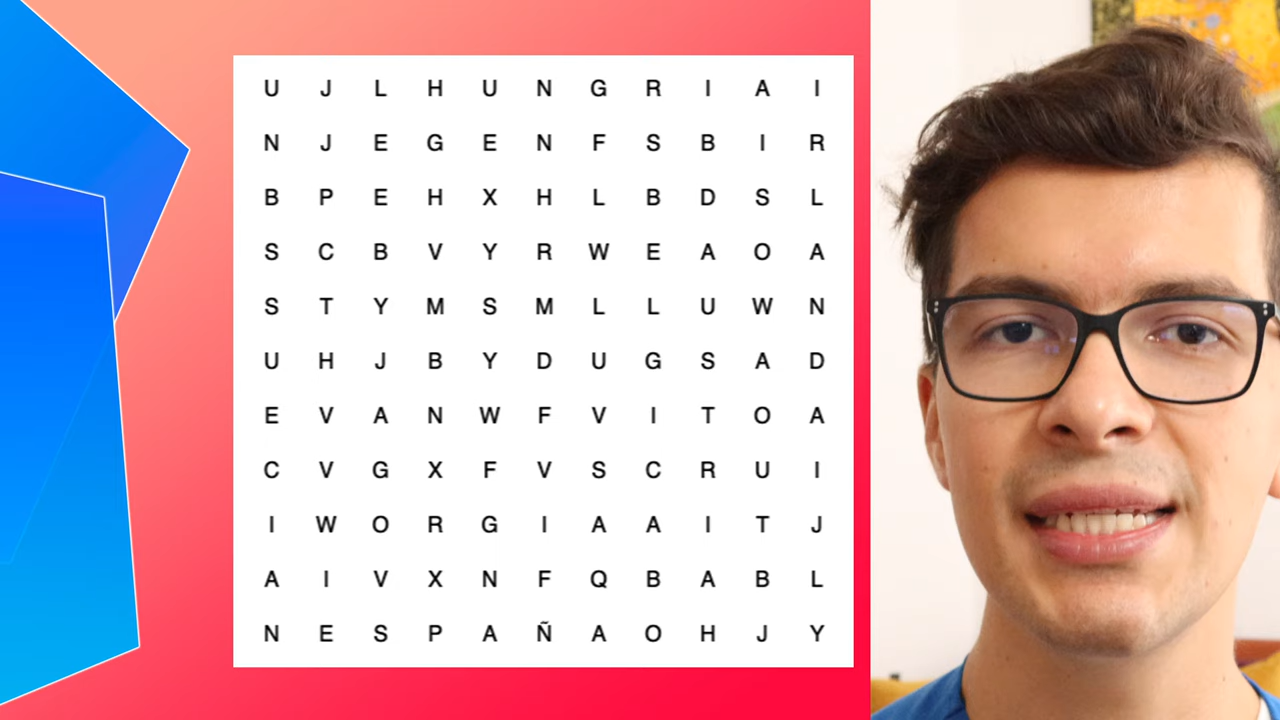 U J L H U N G R I A I
N J E G E N F S B I R
B P E H X H L B D S L
S C B V Y R W E A O A
S T Y M S M L L U W N
U H J B Y D U G S A D
E V A N W F V I T O A
C V G X F V S C R U I
I W O R G I A A I T J
A I V X N F Q B A B L
N E S P A Ñ A O H J Y